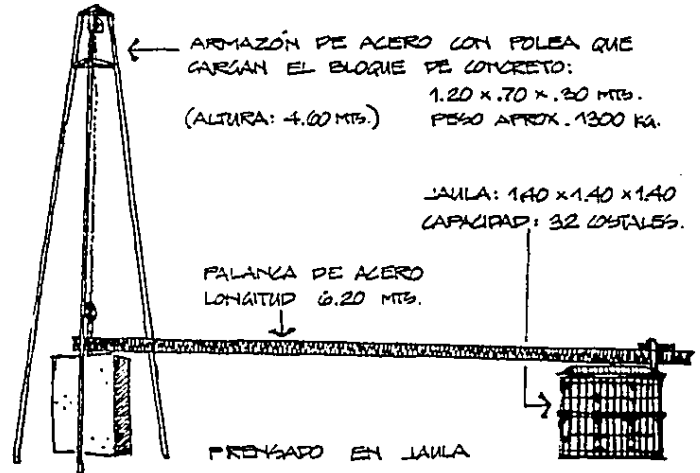 ARMAZÓN DE ACERO CON POLEA QUE
CARGAN EL BLOQUE DE CONCRETO:
1.20 x .70 x .30 MTS.
(ALTURA: 4.60 MTS.) PESO APROX. 1300 KG.
JAULA: 1.40 x 1.40 x 1.40
CAPACIDAD: 32 COSTALES.
PALANCA DE ACERO
LONGITUD 6.20 MTS.
PRENSADO EN JAULA